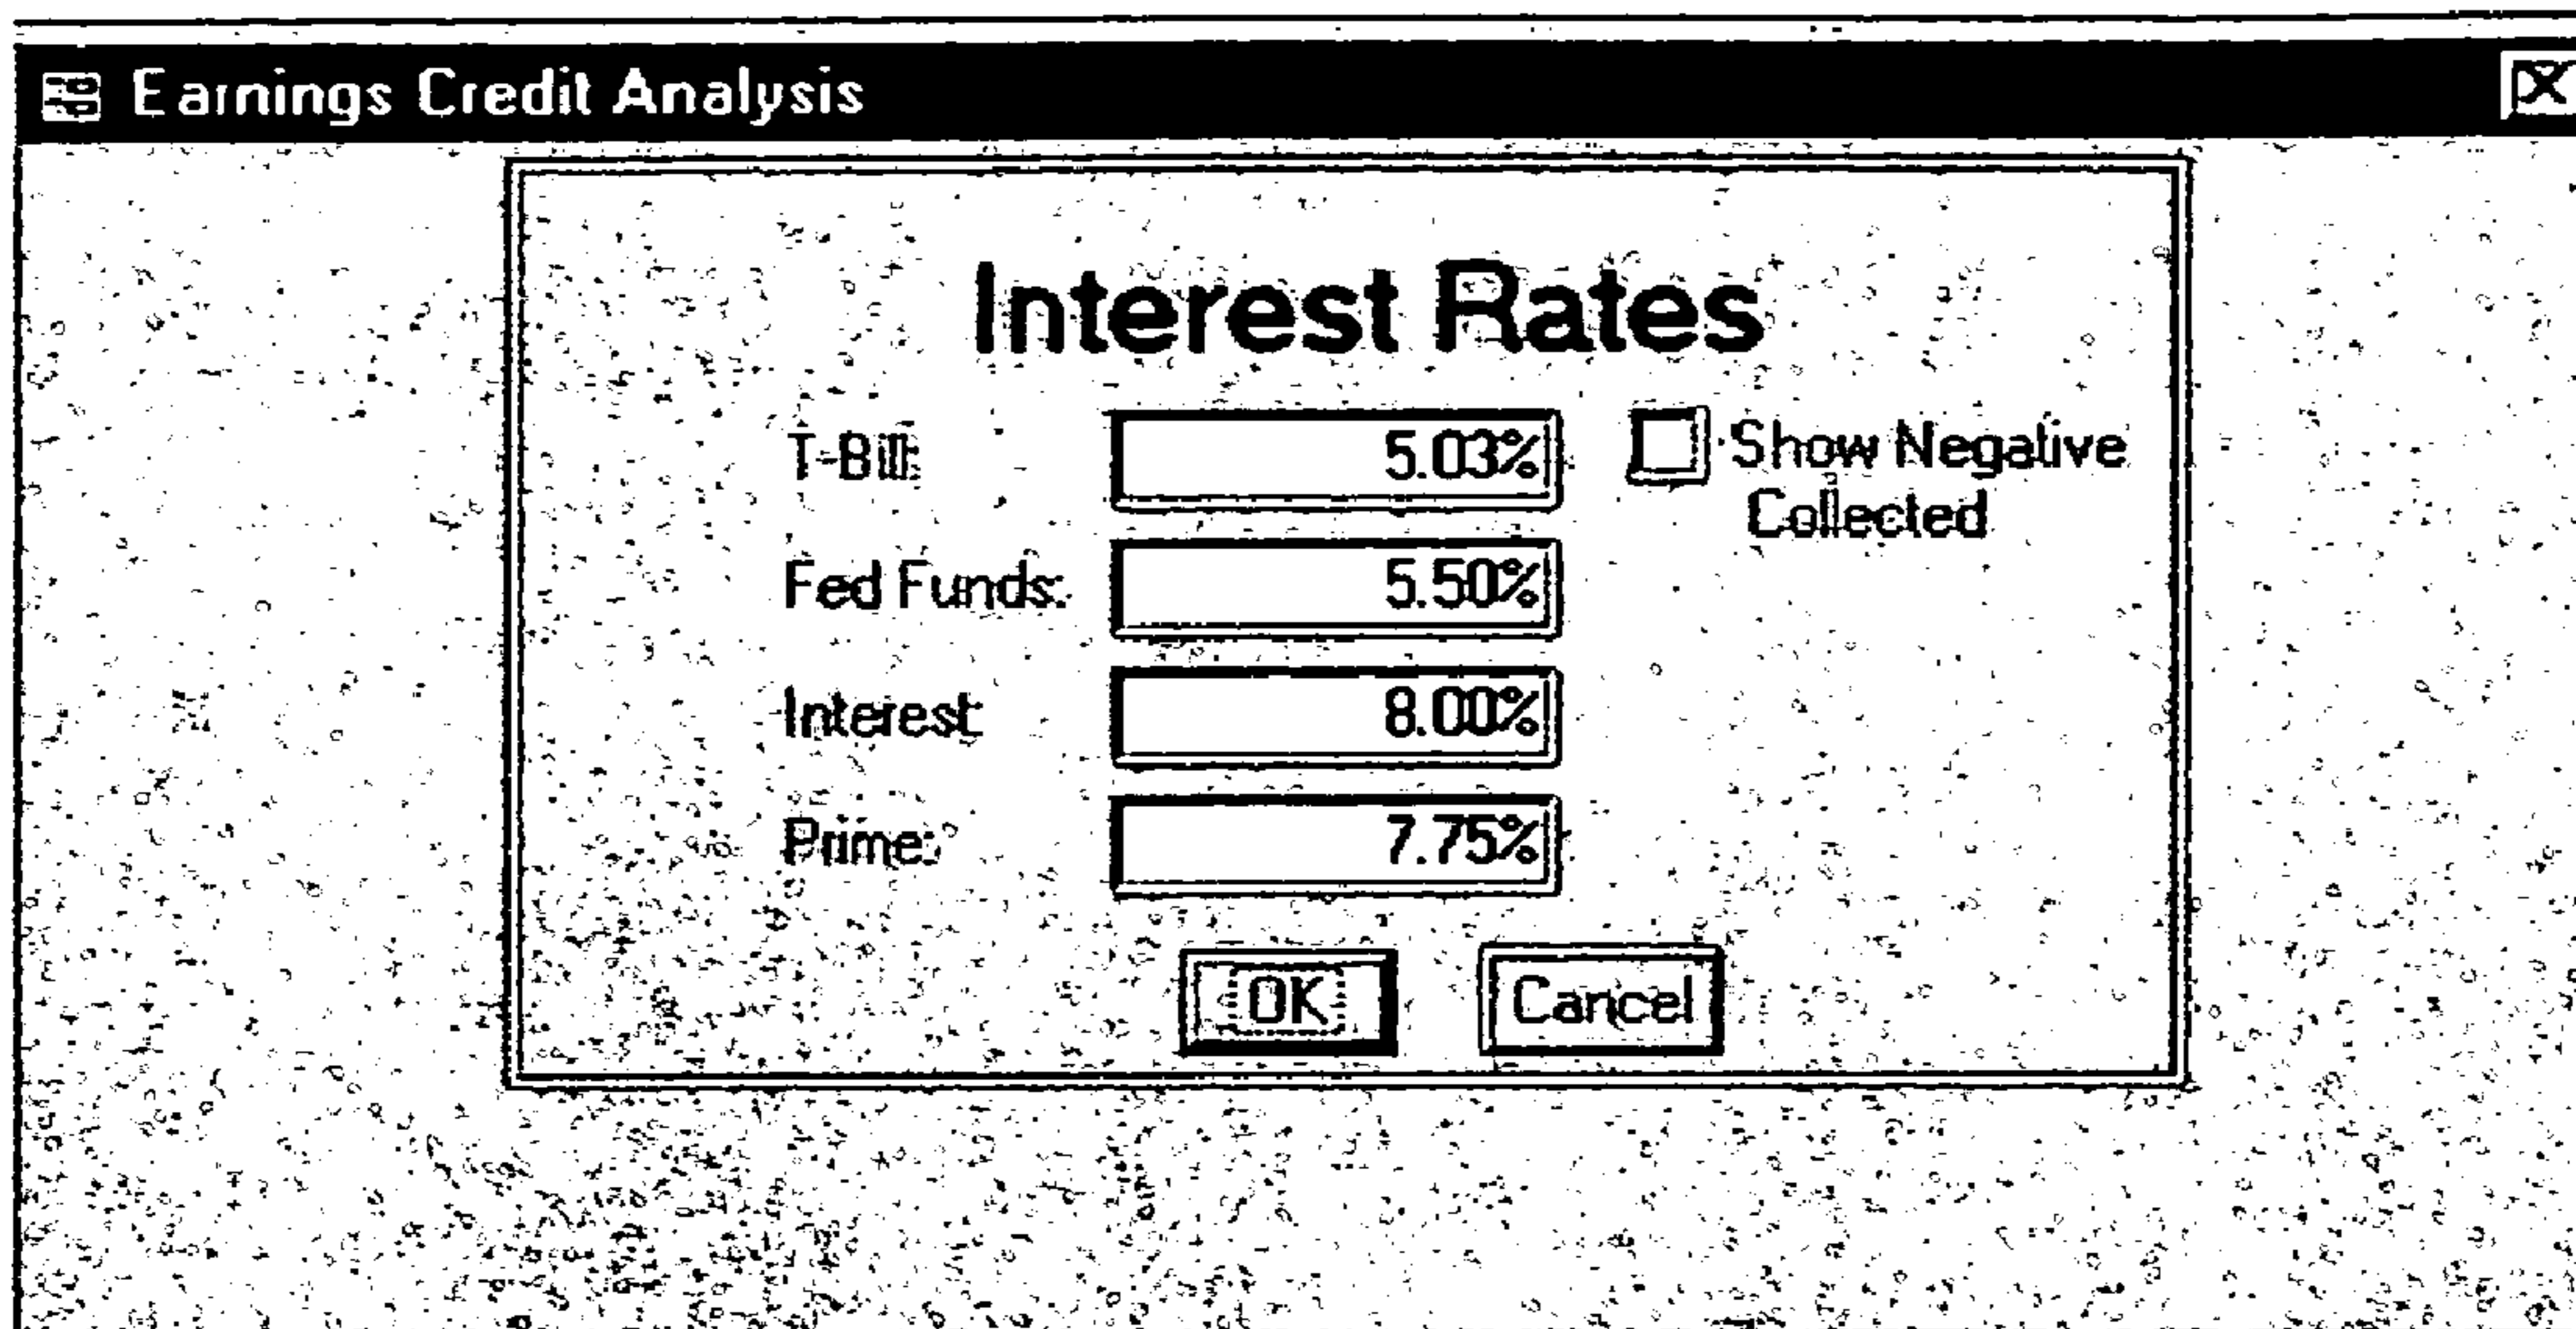 Earnings Credit Analysis
Interest Rates
T-Bill: 5.03% Show Negative
Collected
Fed Funds: 5.50%
Interest: 8.00%
Prime: 7.75%
OK Cancel